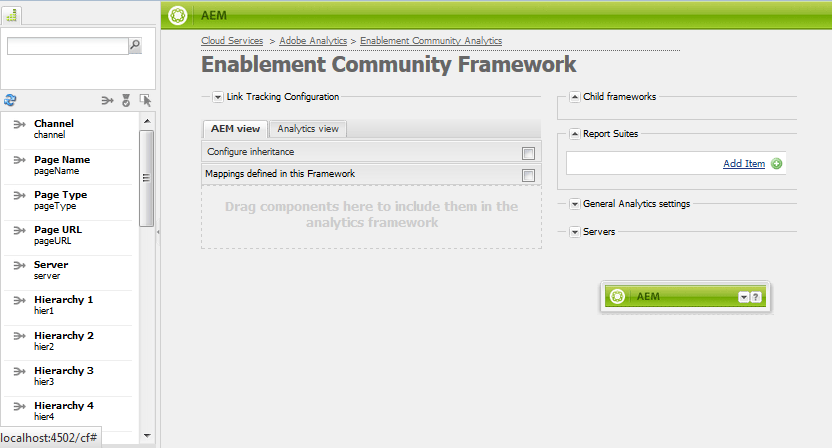 AEM
Cloud Services > Adobe Analytics > Enablement Community Analytics
Enablement Community Framework
Link Tracking Configuration
AEM view
Analytics view
Configure inheritance
Mappings defined in this Framework
Drag components here to include them in the
analytics framework
Child frameworks
Report Suites
Add Item
General Analytics settings
Servers
AEM
?
Channel
channel
Page Name
pageName
Page Type
pageType
Page URL
pageURL
Server
server
Hierarchy 1
hier1
Hierarchy 2
hier2
Hierarchy 3
hier3
Hierarchy 4
hier4
localhost:4502/cf#